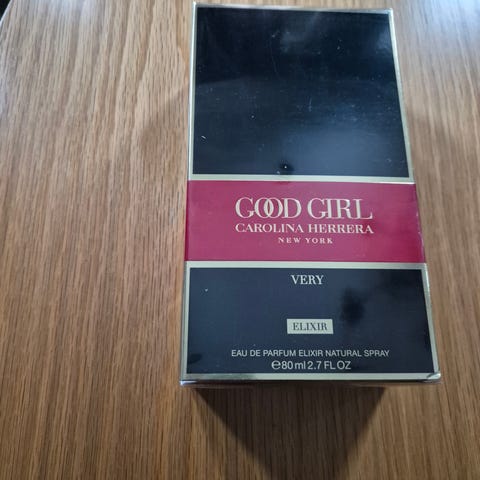 GOOD GIRL
CAROLINA HERRERA
NEW YORK
VERY
ELIXIR
EAU DE PARFUM ELIXIR NATURAL SPRAY
℮80 ml 2.7 FL OZ